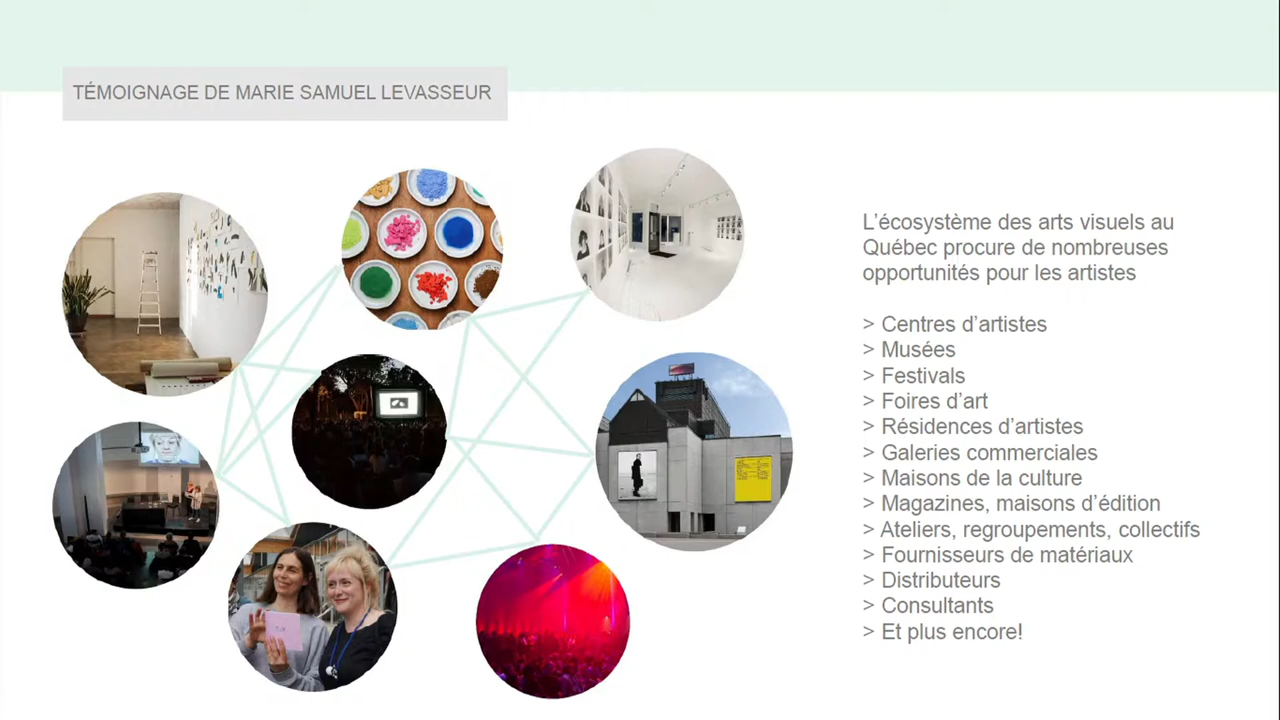 TÉMOIGNAGE DE MARIE SAMUEL LEVASSEUR
L'écosystème des arts visuels au
Québec procure de nombreuses
opportunités pour les artistes
> Centres d'artistes
> Musées
> Festivals
> Foires d'art
> Résidences d'artistes
> Galeries commerciales
> Maisons de la culture
> Magazines, maisons d'édition
> Ateliers, regroupements, collectifs
> Fournisseurs de matériaux
> Distributeurs
> Consultants
> Et plus encore!